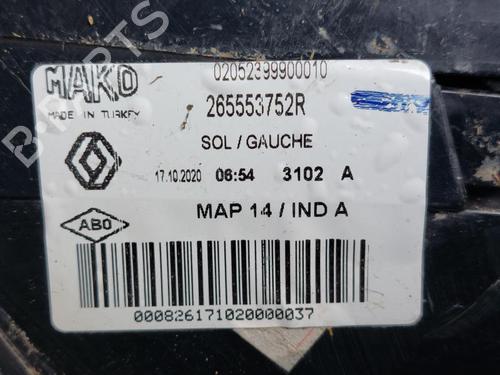 MAKO
02052399900010
MADE IN TURKEY
265553752R
SOL / GAUCHE
17.10.2020 06:54 3102 A
ABO
MAP 14 / IND A
000826171020000037